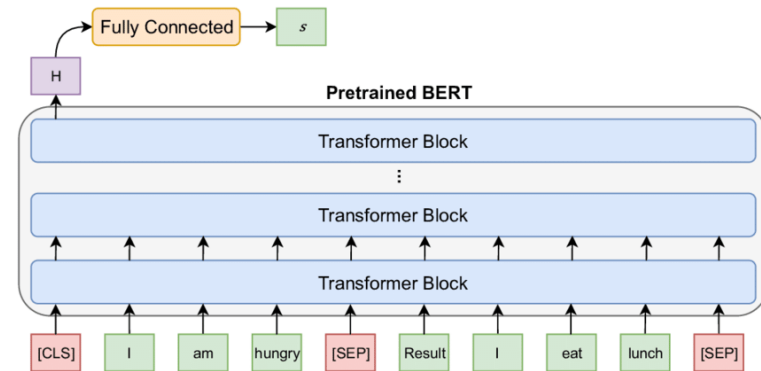 Fully Connected
s
H
Pretrained BERT
Transformer Block
...
Transformer Block
Transformer Block
[CLS] I am hungry [SEP] Result I eat lunch [SEP]